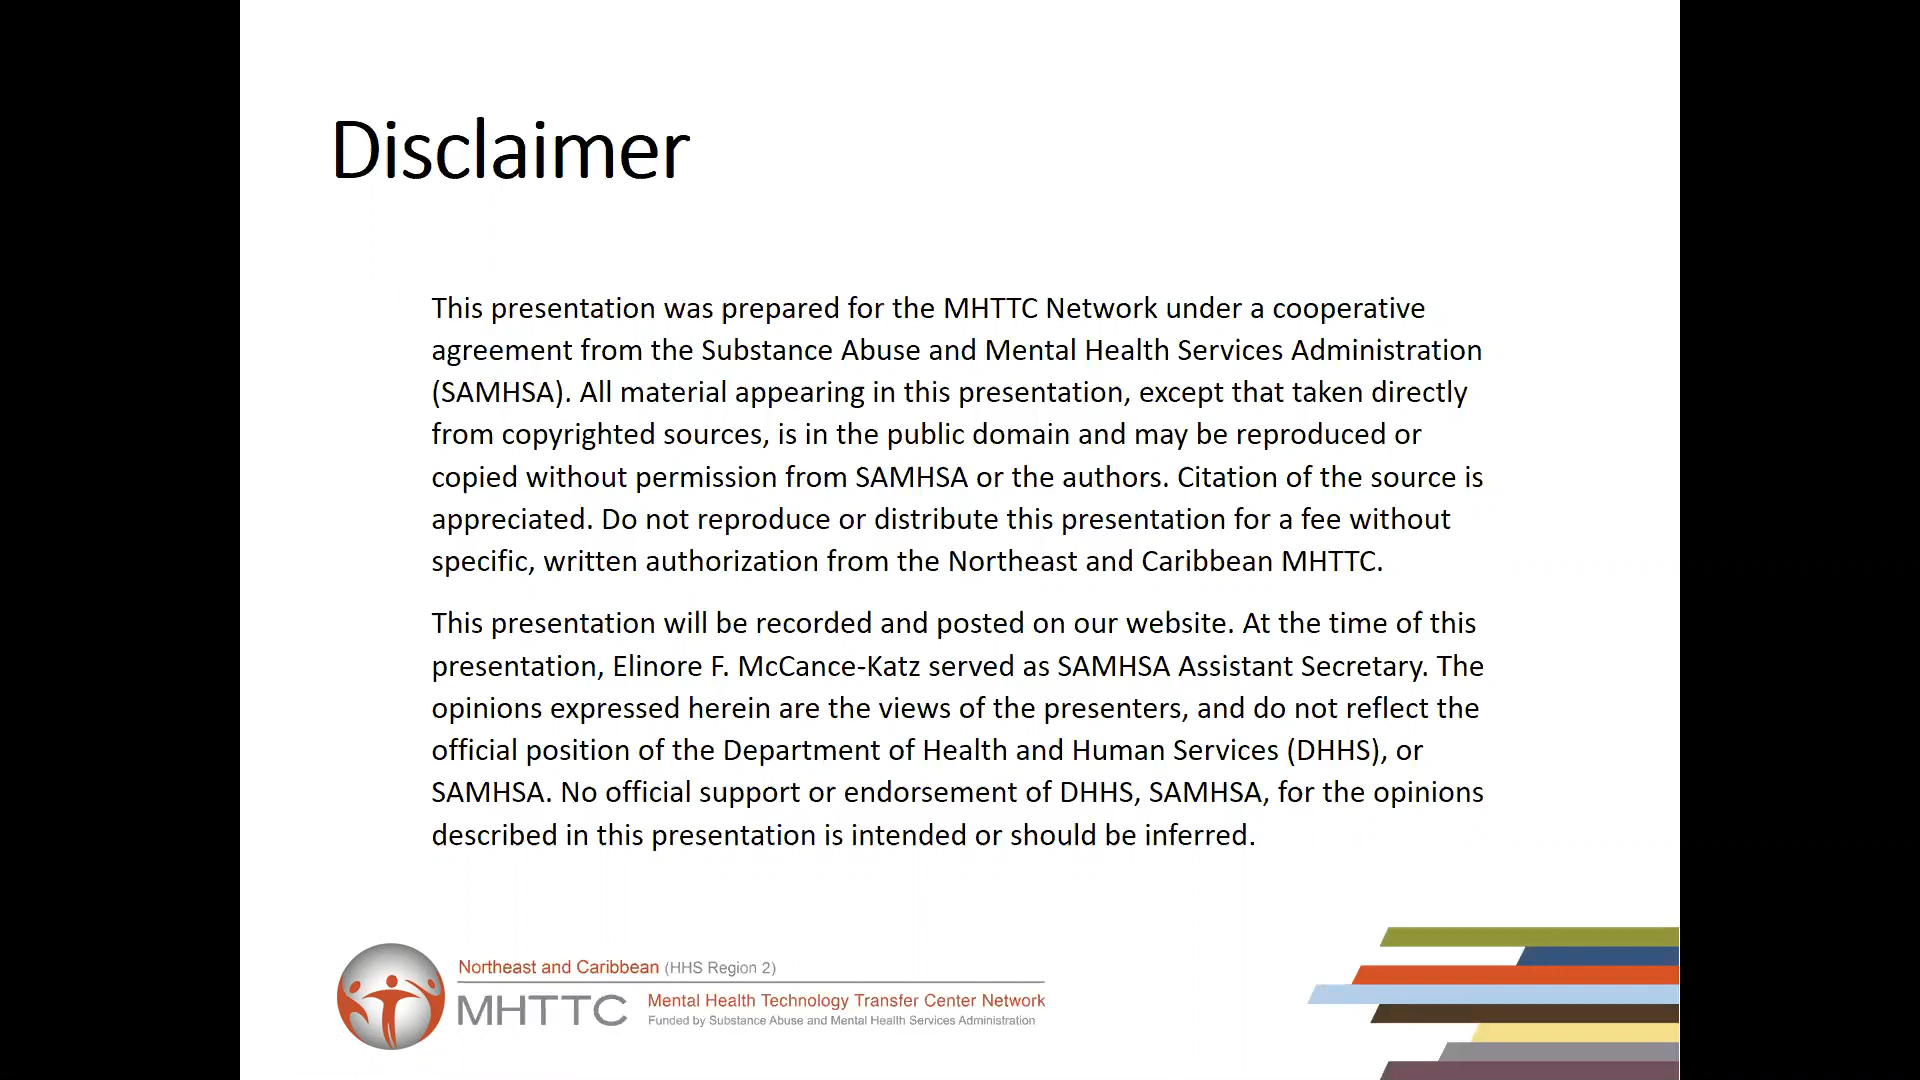 Disclaimer
This presentation was prepared for the MHTTC Network under a cooperative
agreement from the Substance Abuse and Mental Health Services Administration
(SAMHSA). All material appearing in this presentation, except that taken directly
from copyrighted sources, is in the public domain and may be reproduced or
copied without permission from SAMHSA or the authors. Citation of the source is
appreciated. Do not reproduce or distribute this presentation for a fee without
specific, written authorization from the Northeast and Caribbean MHTTC.
This presentation will be recorded and posted on our website. At the time of this
presentation, Elinore F. McCance-Katz served as SAMHSA Assistant Secretary. The
opinions expressed herein are the views of the presenters, and do not reflect the
official position of the Department of Health and Human Services (DHHS), or
SAMHSA. No official support or endorsement of DHHS, SAMHSA, for the opinions
described in this presentation is intended or should be inferred.
Northeast and Caribbean (HHS Region 2)
MHTTC
Mental Health Technology Transfer Center Network
Funded by Substance Abuse and Mental Health Services Administration